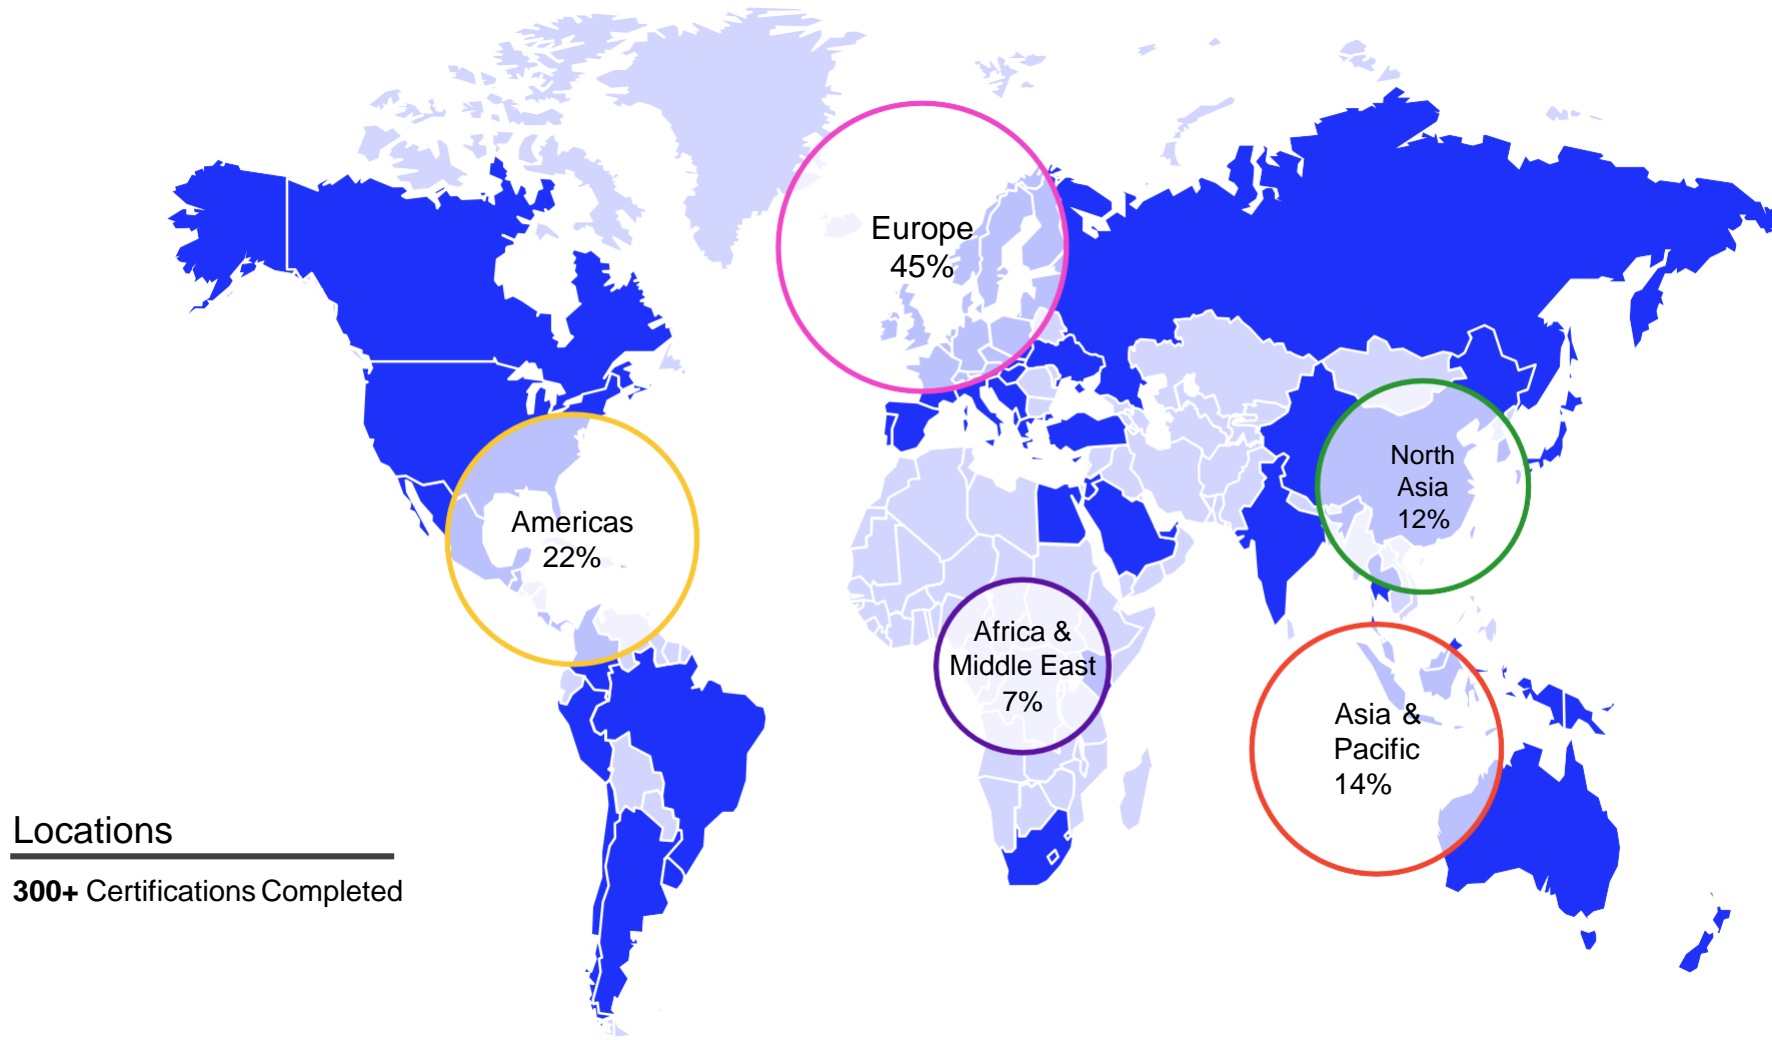 Europe
45%
North
Asia
12%
Americas
22%
Africa &
Middle East
7%
Asia &
Pacific
14%
Locations
300+ Certifications Completed